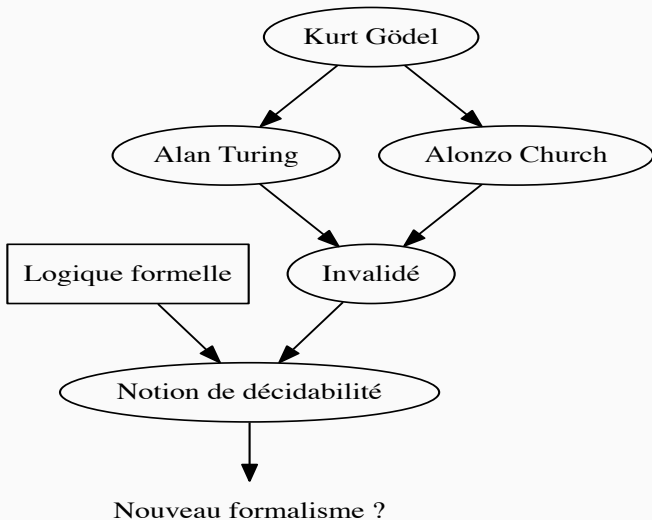 Kurt Gödel
Alan Turing
Alonzo Church
Logique formelle
Invalidé
Notion de décidabilité
Nouveau formalisme ?